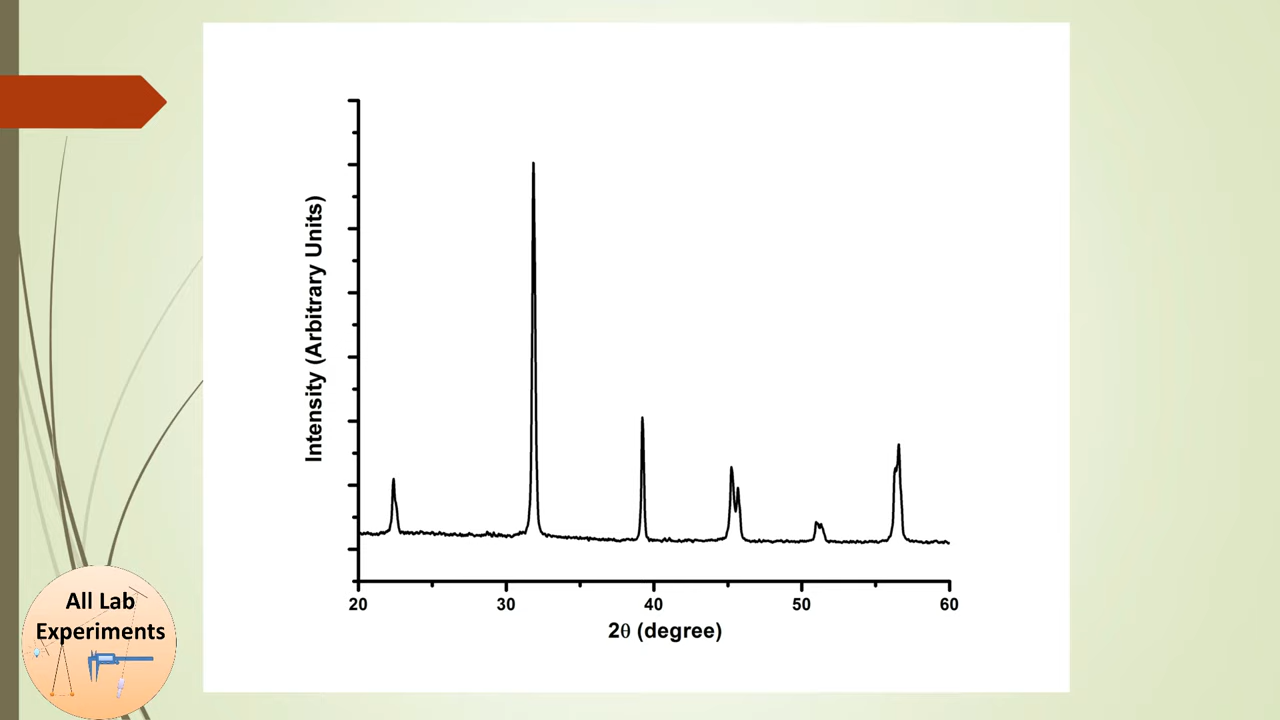 Intensity (Arbitrary Units)
20 30 40 50 60
2θ (degree)
All Lab
Experiments